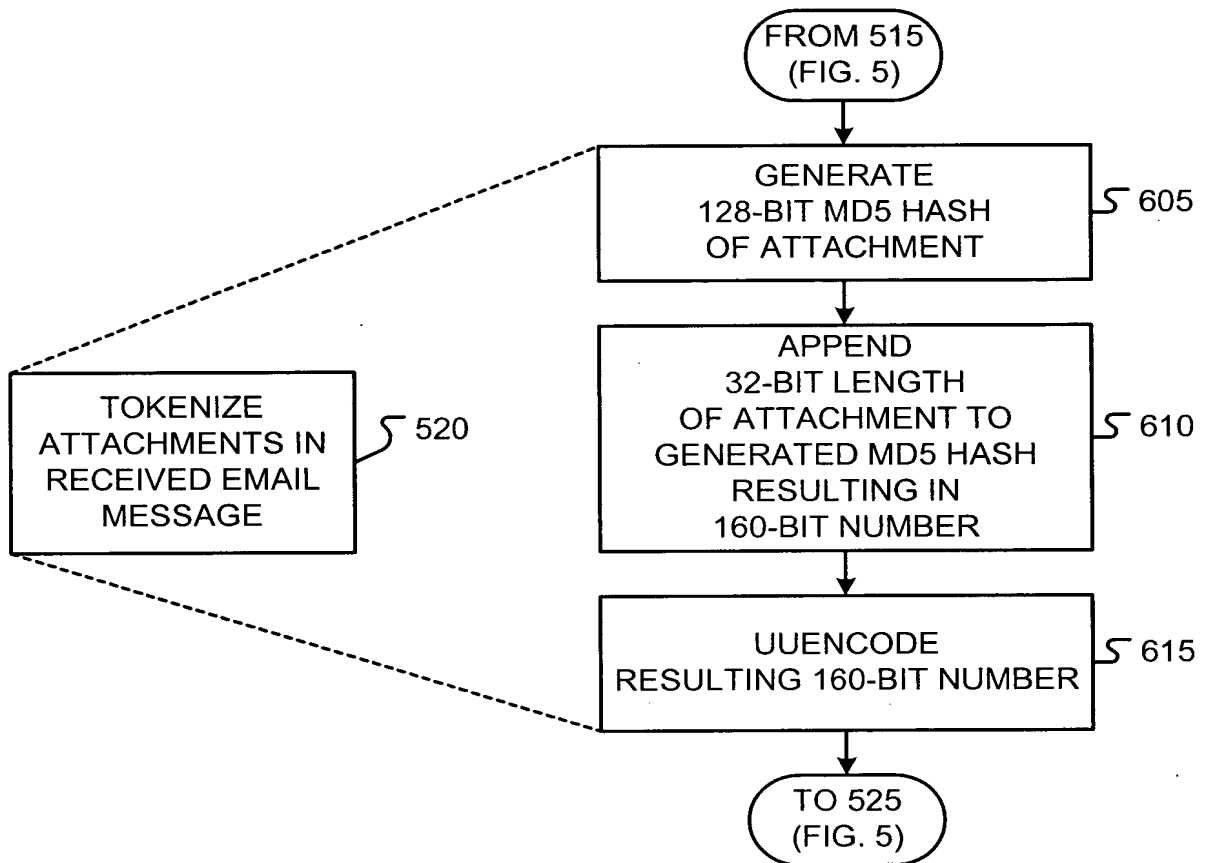 FROM 515
(FIG. 5)
GENERATE
128-BIT MD5 HASH
OF ATTACHMENT
605
APPEND
32-BIT LENGTH
OF ATTACHMENT TO
GENERATED MD5 HASH
RESULTING IN
160-BIT NUMBER
610
TOKENIZE
ATTACHMENTS IN
RECEIVED EMAIL
MESSAGE
520
UUENCODE
RESULTING 160-BIT NUMBER
615
TO 525
(FIG. 5)